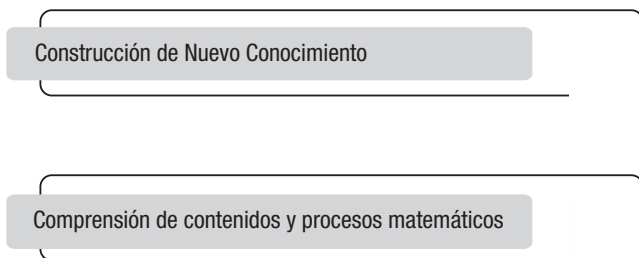 Construcción de Nuevo Conocimiento
Comprensión de contenidos y procesos matemáticos